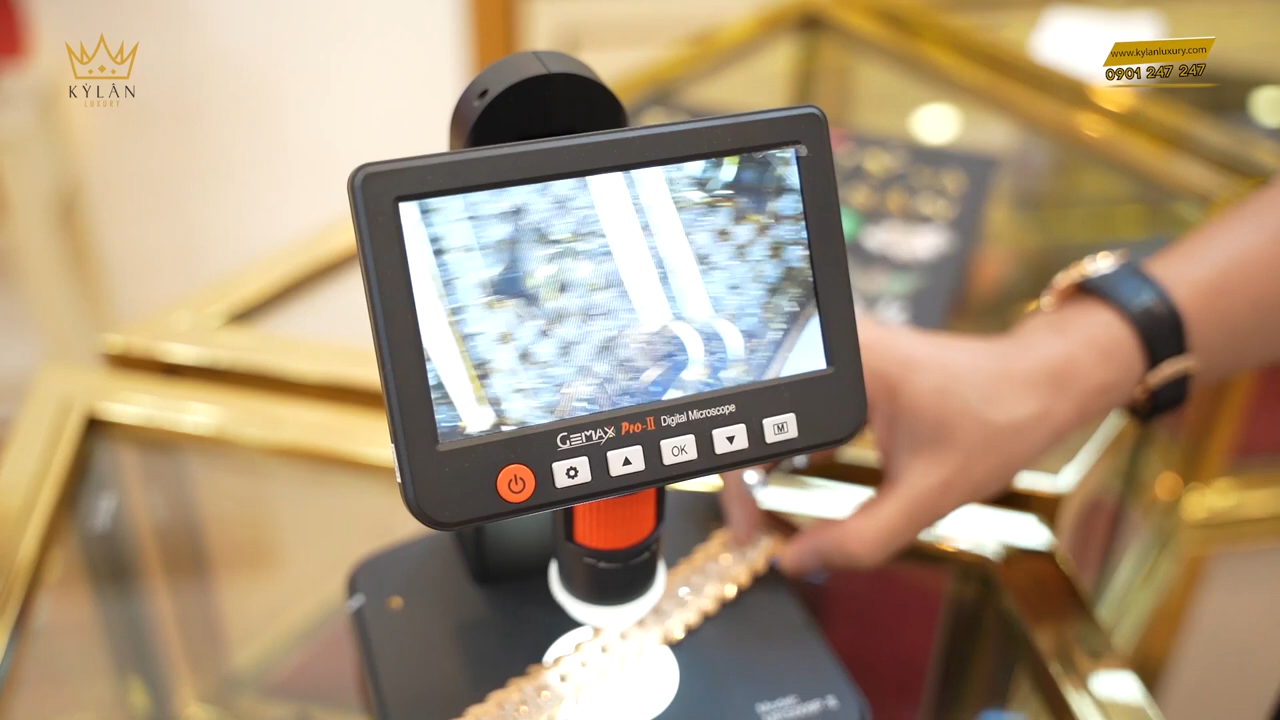 KỲLÂN
LUXURY
www.kylanluxury.com
0901 247 247
GEMAX Pro-II Digital Microscope
OK
M